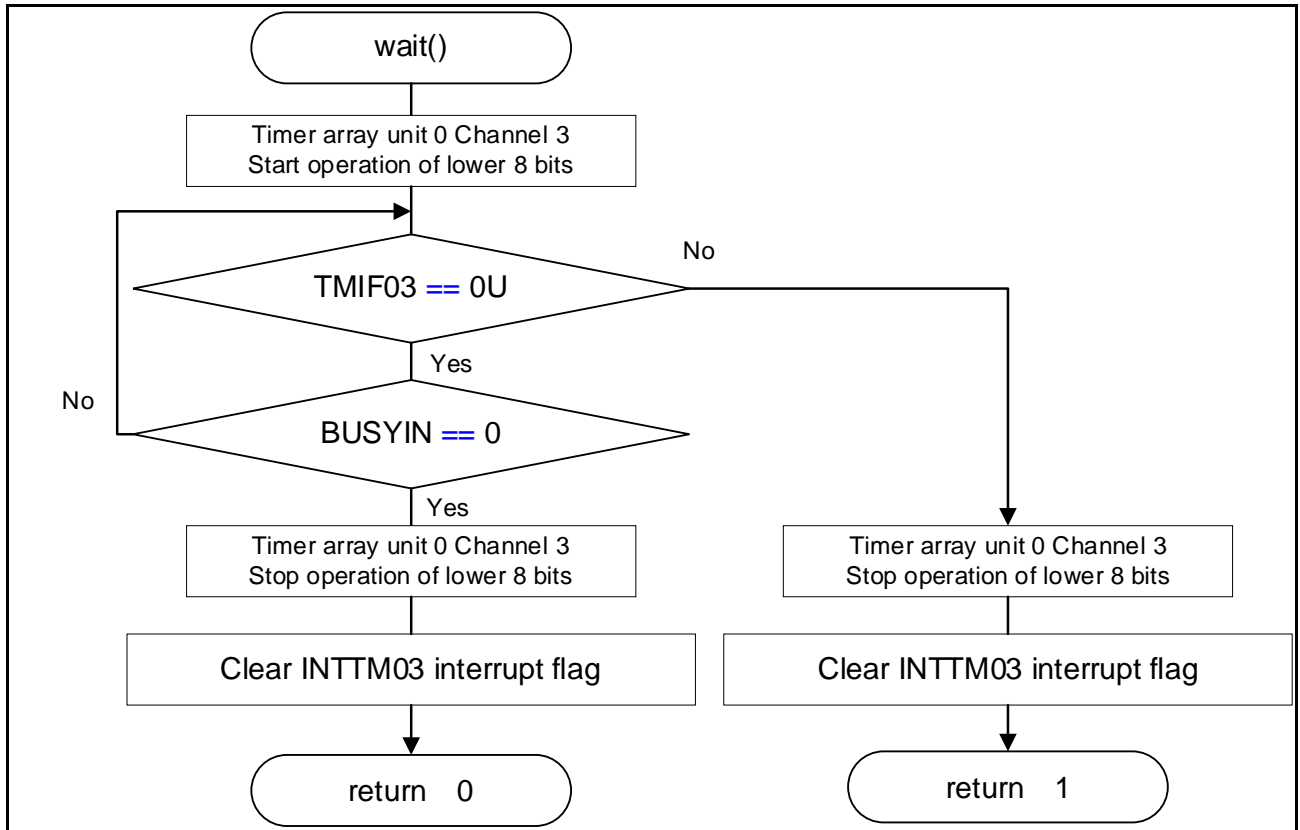 wait()
Timer array unit 0 Channel 3
Start operation of lower 8 bits
No
TMIF03 == 0U
Yes
No
BUSYIN == 0
Yes
Timer array unit 0 Channel 3
Stop operation of lower 8 bits
Timer array unit 0 Channel 3
Stop operation of lower 8 bits
Clear INTTM03 interrupt flag
Clear INTTM03 interrupt flag
return 0
return 1